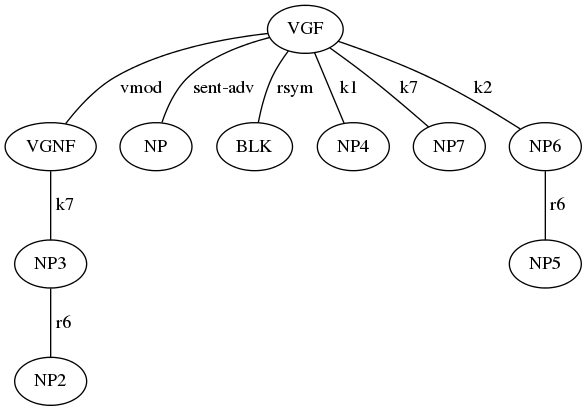 VGF
vmod sent-adv rsym k1 k7 k2
VGNF NP BLK NP4 NP7 NP6
k7 r6
NP3 NP5
r6
NP2